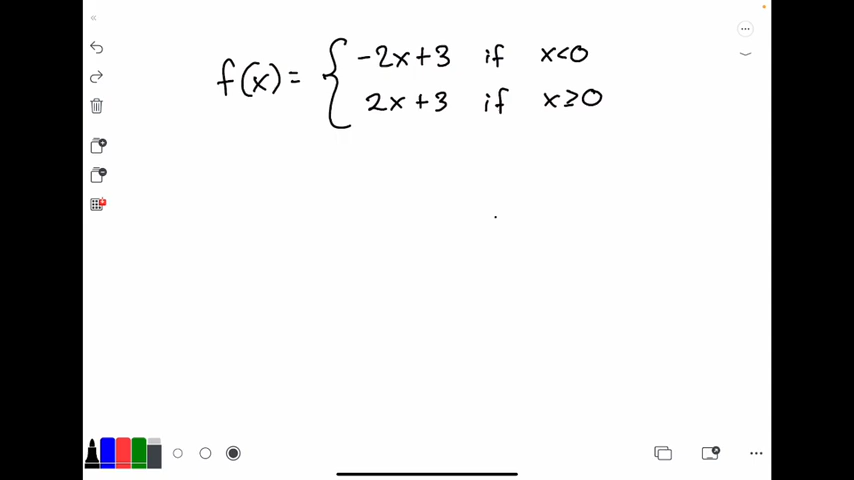 f(x) = { -2x+3 if x<0
2x+3 if x≥0